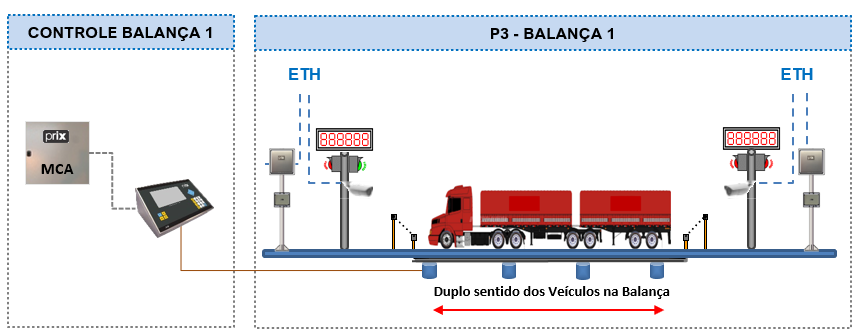 CONTROLE BALANÇA 1
P3 - BALANÇA 1
ETH
ETH
prix
MCA
Duplo sentido dos Veículos na Balança